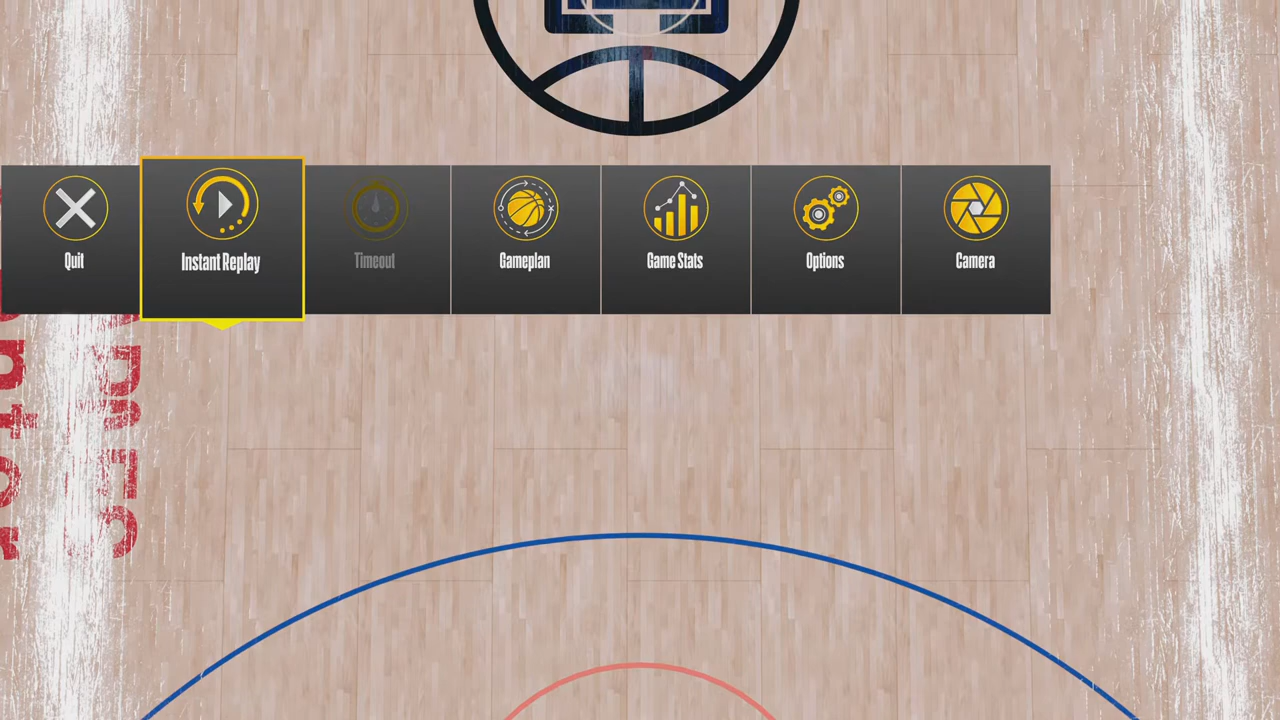 Quit
Instant Replay
Timeout
Gameplan
Game Stats
Options
Camera